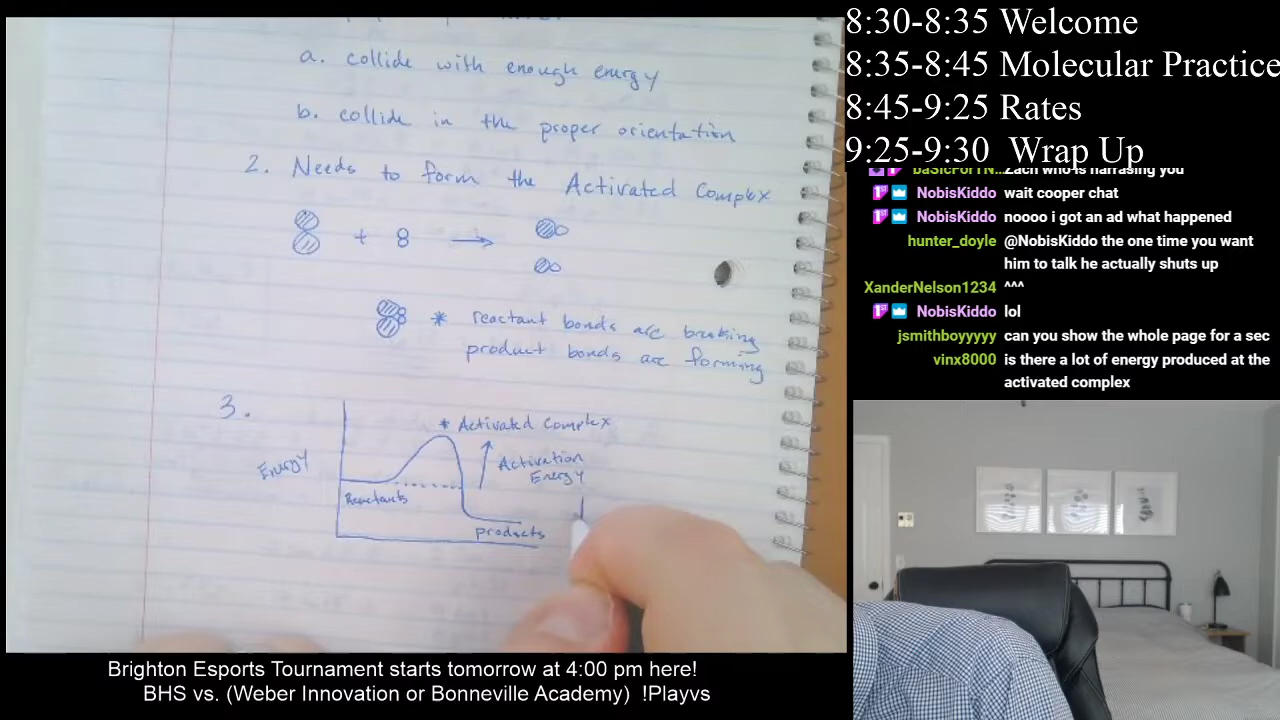 a. collide with enough energy
b. collide in the proper orientation
2. Needs to form the Activated Complex
+ →
* reactant bonds are breaking
product bonds are forming
3.
* Activated Complex
Energy
Activation
Energy
Reactants
products
8:30-8:35 Welcome
8:35-8:45 Molecular Practice
8:45-9:25 Rates
9:25-9:30 Wrap Up
Zach who is
NobisKiddo wait cooper chat
NobisKiddo noooo i got an ad what happened
hunter_doyle @NobisKiddo the one time you want
him to talk he actually shuts up
XanderNelson1234 ^^^
NobisKiddo lol
jsmithboyyyyy can you show the whole page for a sec
vinx8000 is there a lot of energy produced at the
activated complex
Brighton Esports Tournament starts tomorrow at 4:00 pm here!
BHS vs. (Weber Innovation or Bonneville Academy) !Playvs